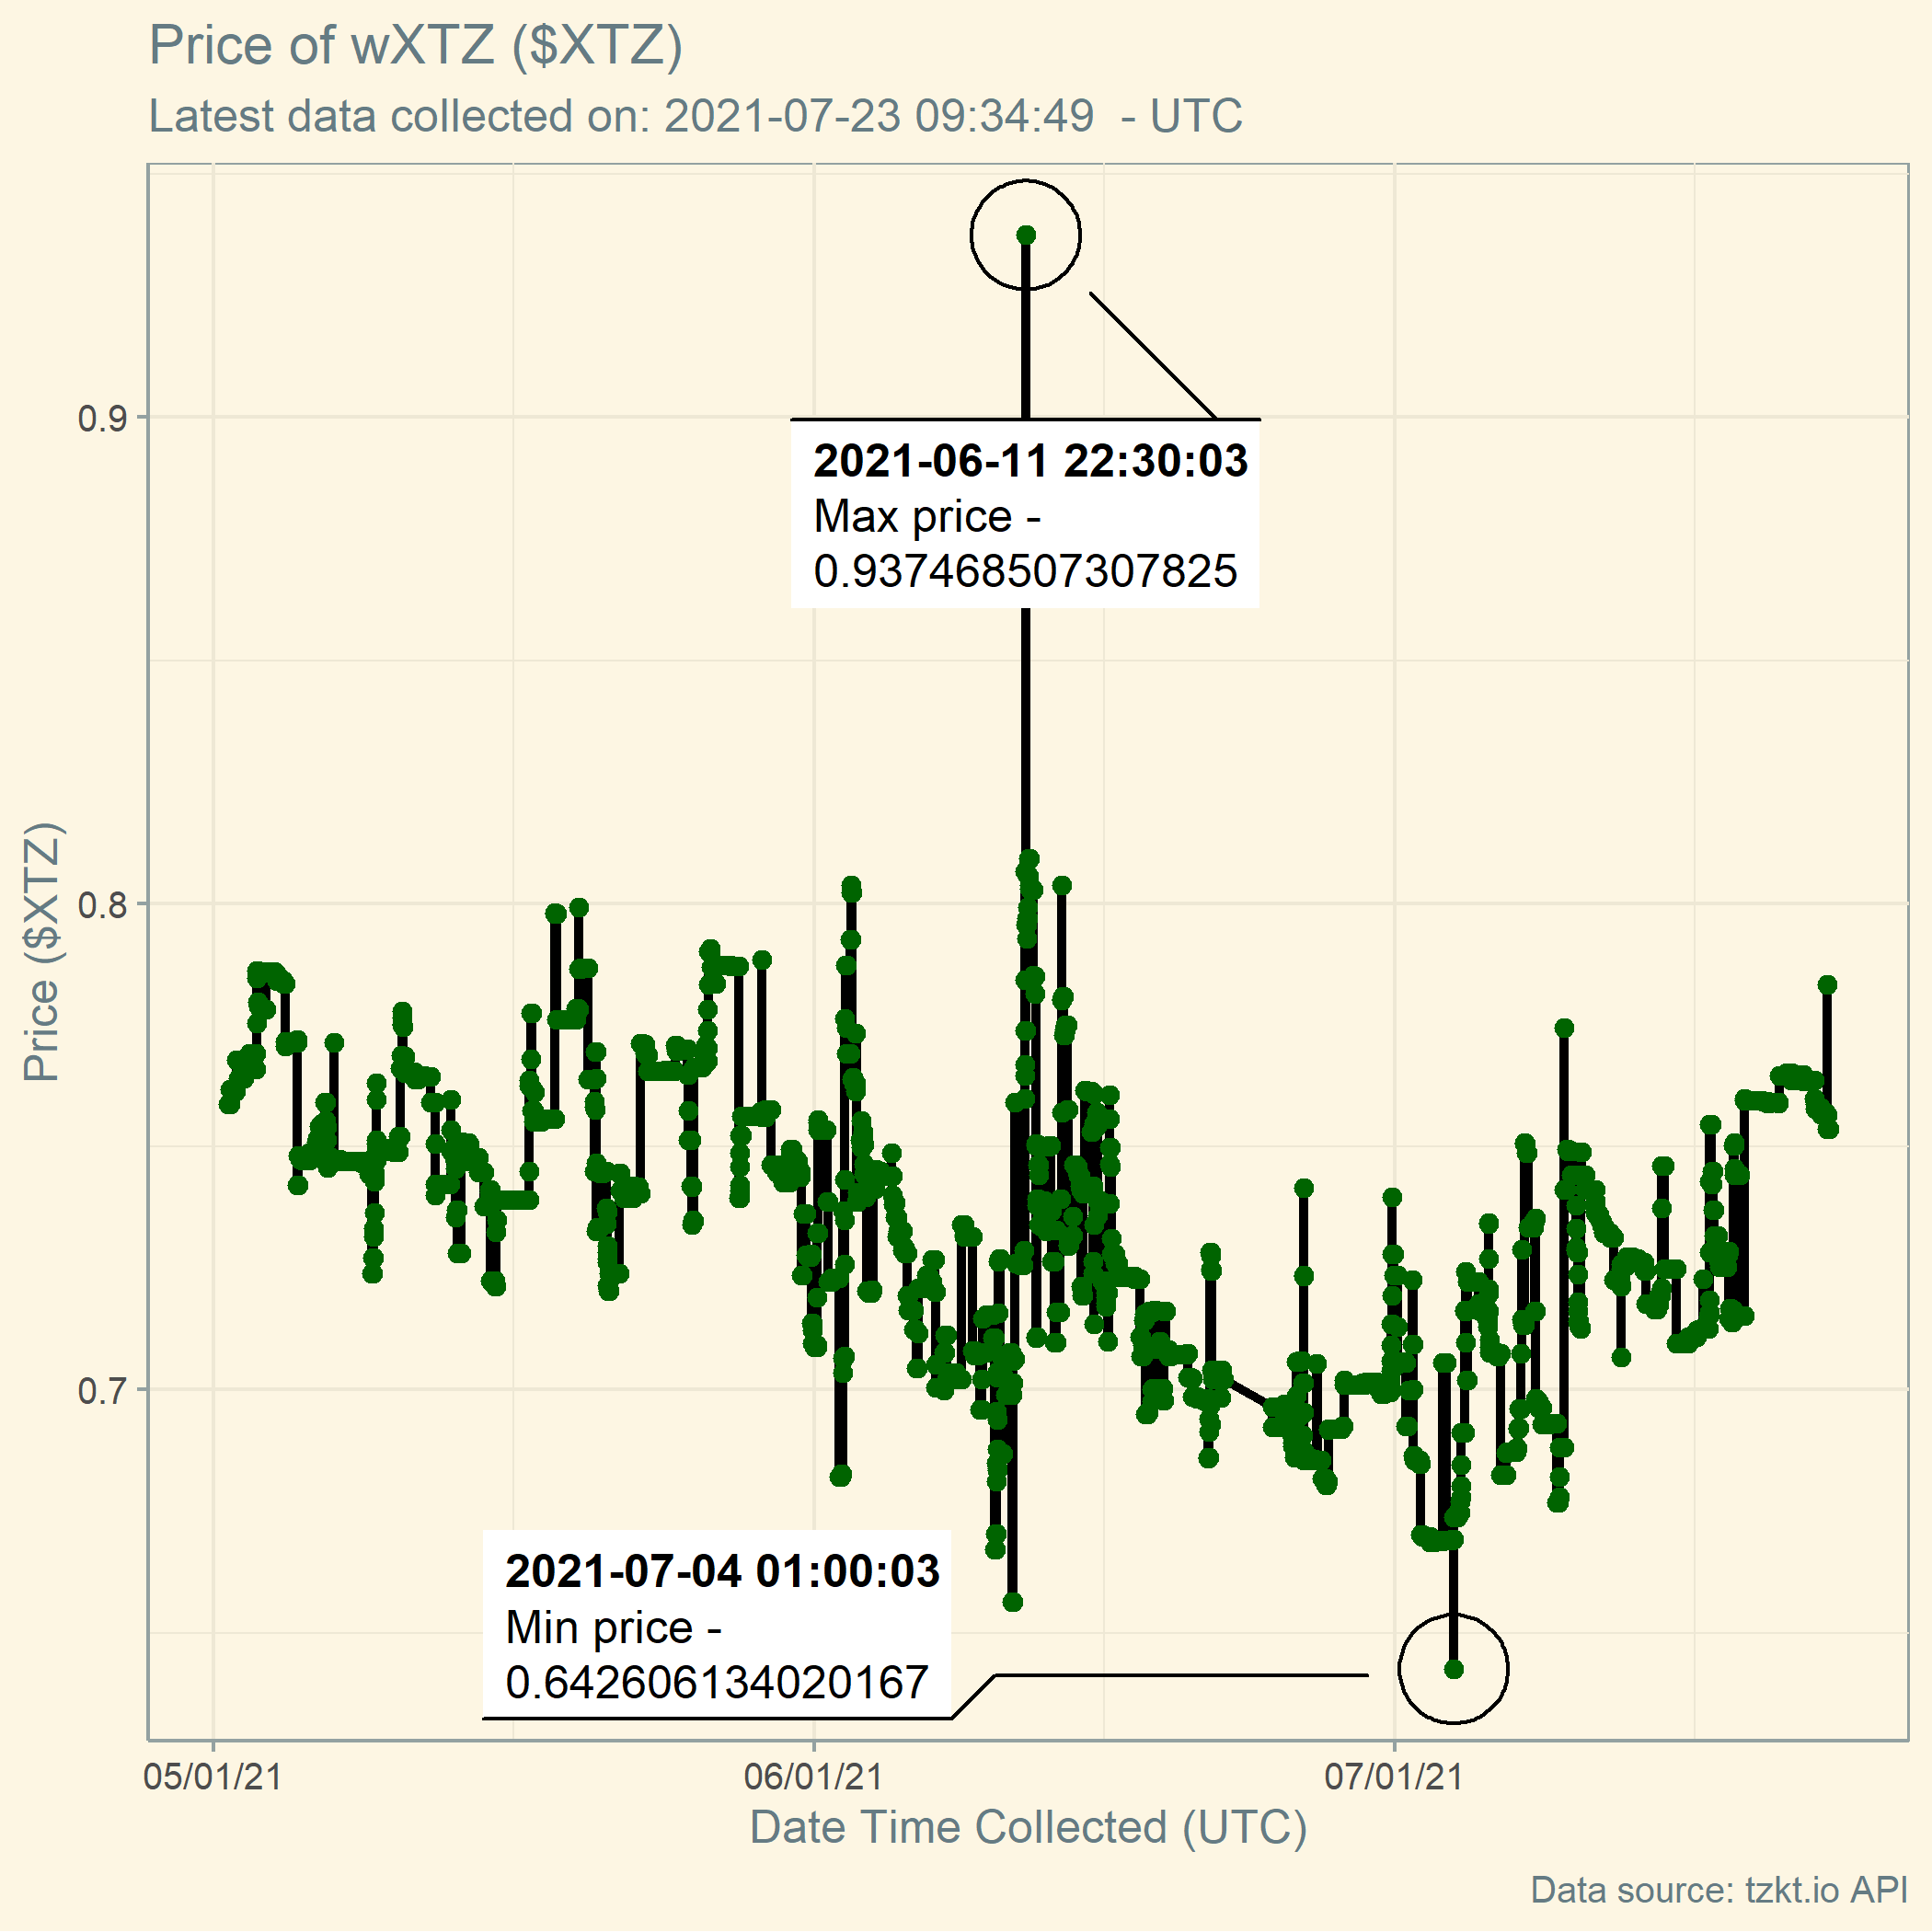 Price of wXTZ ($XTZ)
Latest data collected on: 2021-07-23 09:34:49  - UTC
Price ($XTZ)
0.9
0.8
0.7
2021-06-11 22:30:03
Max price -
0.937468507307825
2021-07-04 01:00:03
Min price -
0.642606134020167
05/01/21
06/01/21
07/01/21
Date Time Collected (UTC)
Data source: tzkt.io API